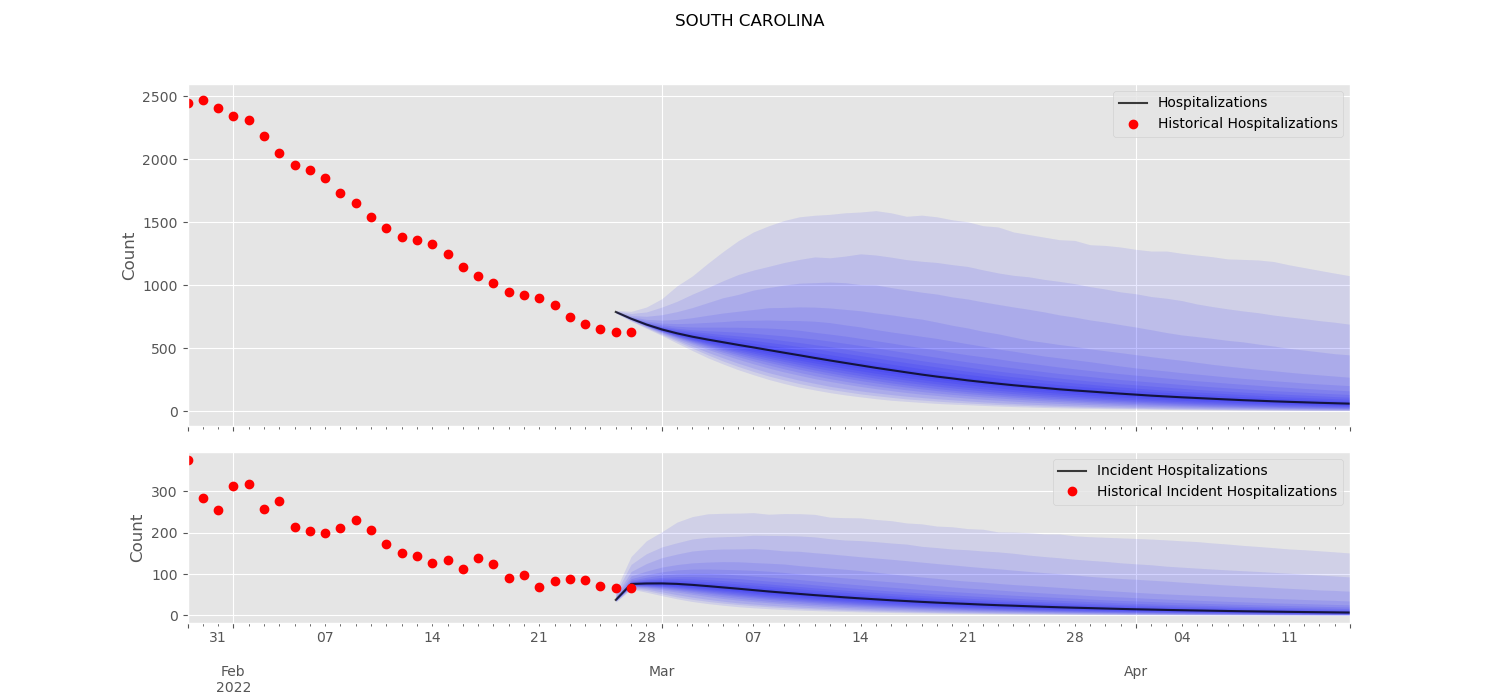 SOUTH CAROLINA
2500
2000
1500
1000
500
0
Count
Hospitalizations
Historical Hospitalizations
300
200
100
0
Count
Incident Hospitalizations
Historical Incident Hospitalizations
31 07 14 21 28 07 14 21 28 04 11
Feb Mar Apr
2022